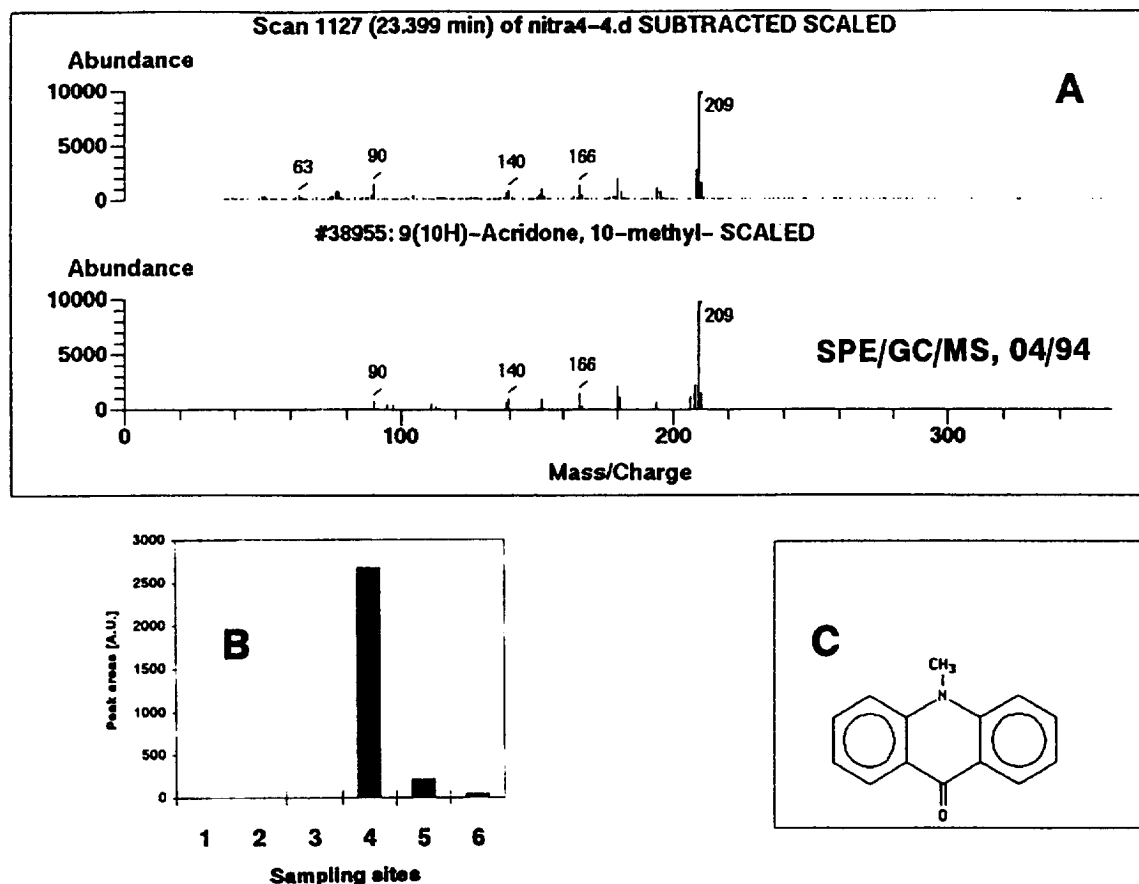 Scan 1127 (23.399 min) of nitra4-4.d SUBTRACTED SCALED
Abundance
A
10000
5000
0
63
90
140
166
209
#38955: 9(10H)-Acridone, 10-methyl- SCALED
Abundance
10000
5000
0
90
140
166
209
SPE/GC/MS, 04/94
0
100
200
300
Mass/Charge
B
Peak areas [A.U.]
3000
2500
2000
1500
1000
500
0
1 2 3 4 5 6
Sampling sites
C
CH3
N
O